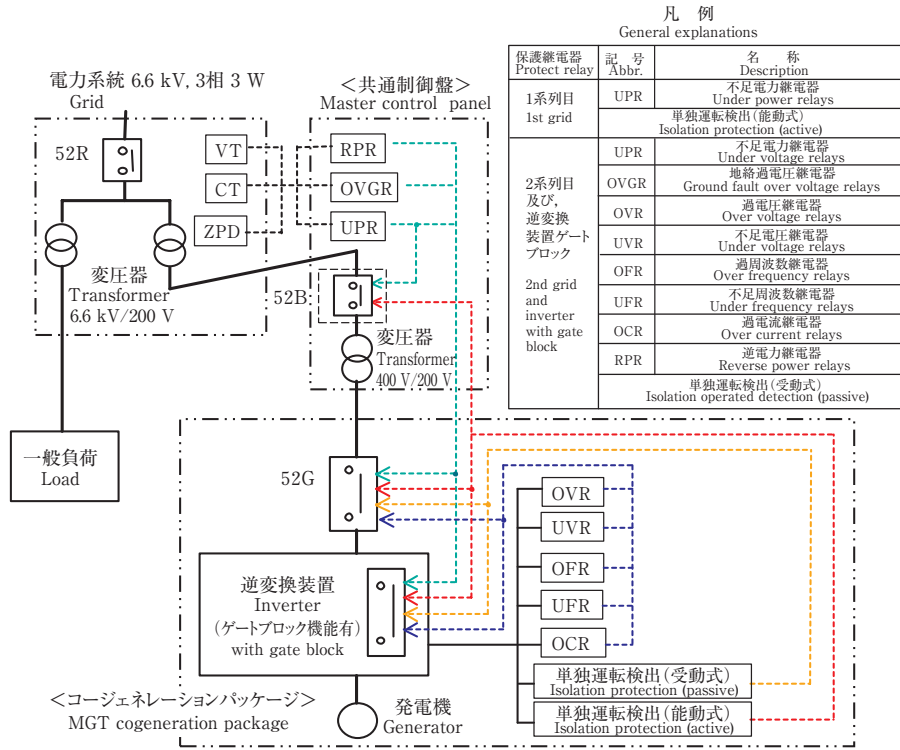 凡 例
General explanations
保護継電器
Protect relay
記 号
Abbr.
名 称
Description
1系列目
1st grid
UPR
不足電力継電器
Under power relays
単独運転検出(能動式)
Isolation protection (active)
2系列目
及び,
逆変換
装置ゲート
ブロック
2nd grid
and
inverter
with gate
block
UPR
不足電力継電器
Under voltage relays
OVGR
地絡過電圧継電器
Ground fault over voltage relays
OVR
過電圧継電器
Over voltage relays
UVR
不足電圧継電器
Under voltage relays
OFR
過周波数継電器
Over frequency relays
UFR
不足周波数継電器
Under frequency relays
OCR
過電流継電器
Over current relays
RPR
逆電力継電器
Reverse power relays
単独運転検出(受動式)
Isolation operated detection (passive)
電力系統 6.6 kV, 3相 3 W
Grid
52R
VT
CT
ZPD
変圧器
Transformer
6.6 kV/200 V
<共通制御盤>
Master control panel
RPR
OVGR
UPR
52B
変圧器
Transformer
400 V/200 V
一般負荷
Load
52G
逆変換装置
Inverter
(ゲートブロック機能有)
with gate block
OVR
UVR
OFR
UFR
OCR
単独運転検出(受動式)
Isolation protection (passive)
単独運転検出(能動式)
Isolation protection (active)
<コージェネレーションパッケージ>
MGT cogeneration package
発電機
Generator